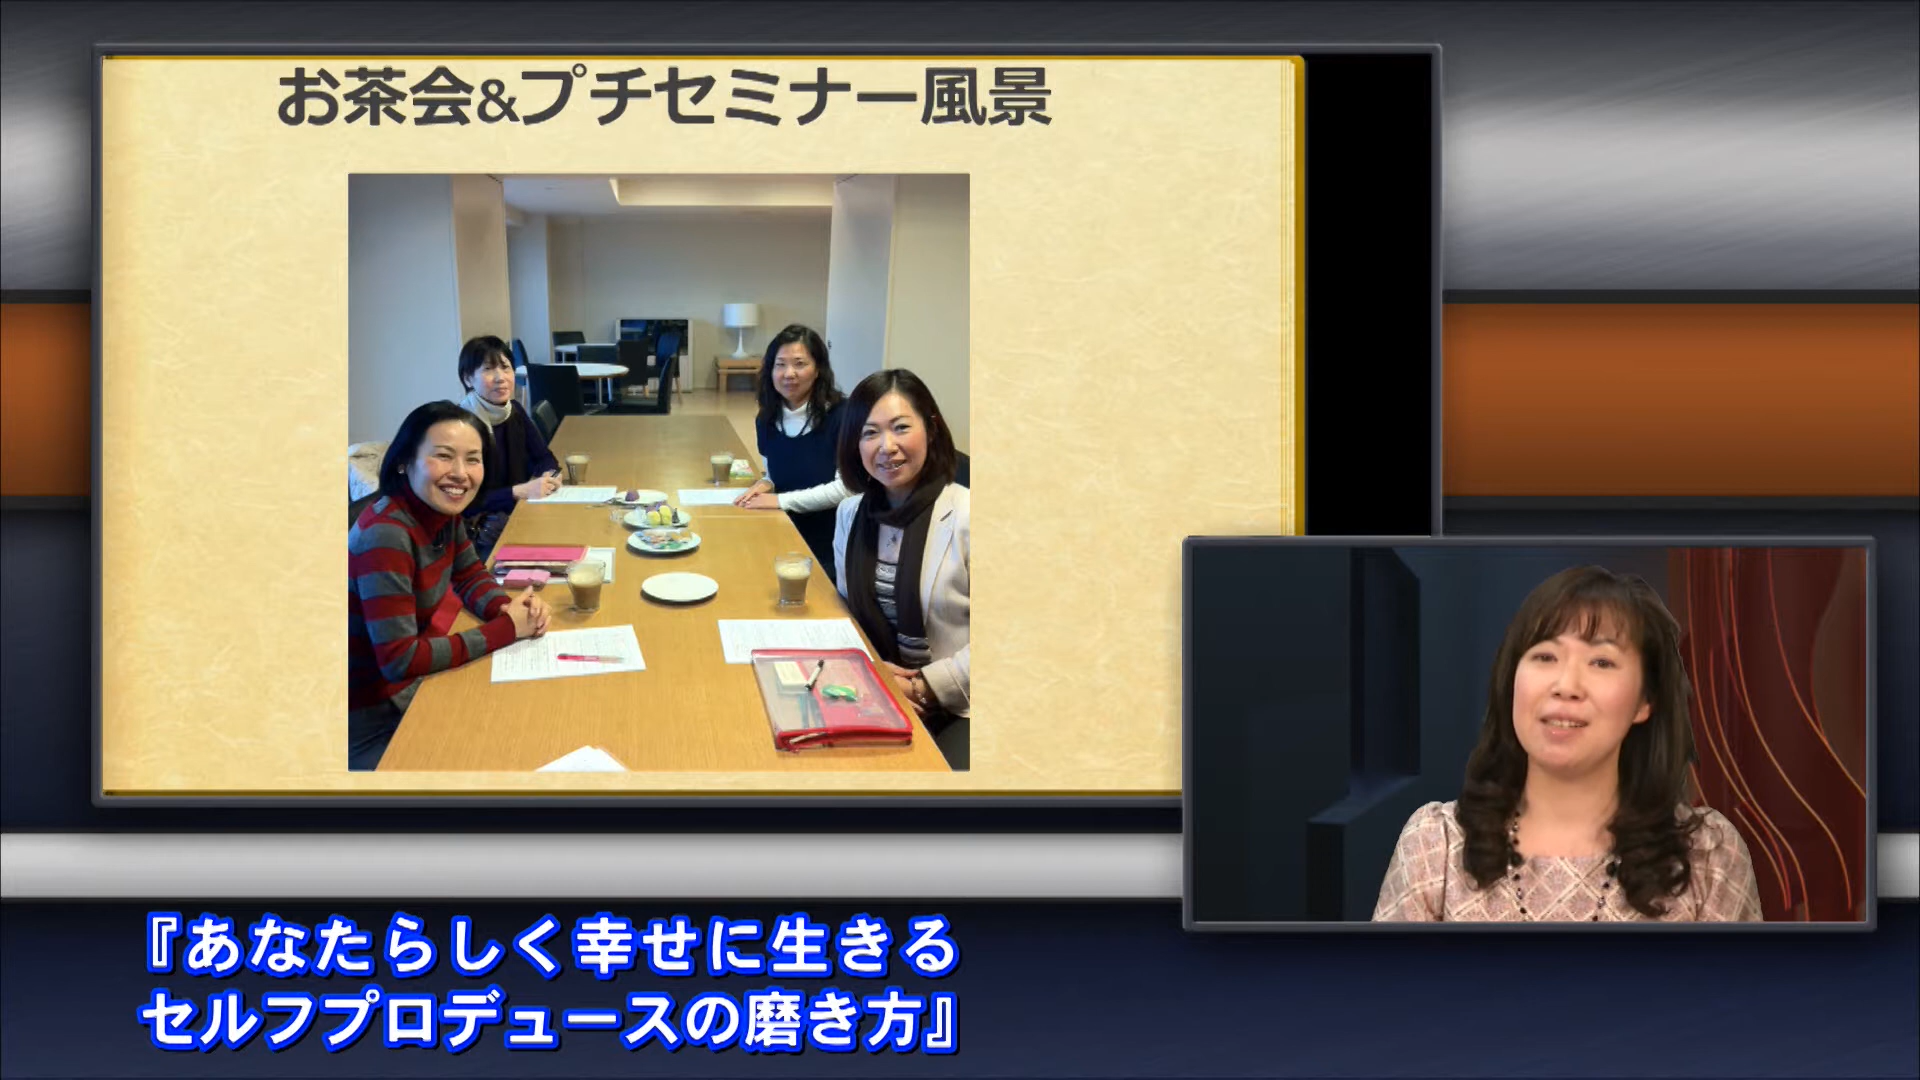 お茶会&プチセミナー風景
『あなたらしく幸せに生きる
セルフプロデュースの磨き方』